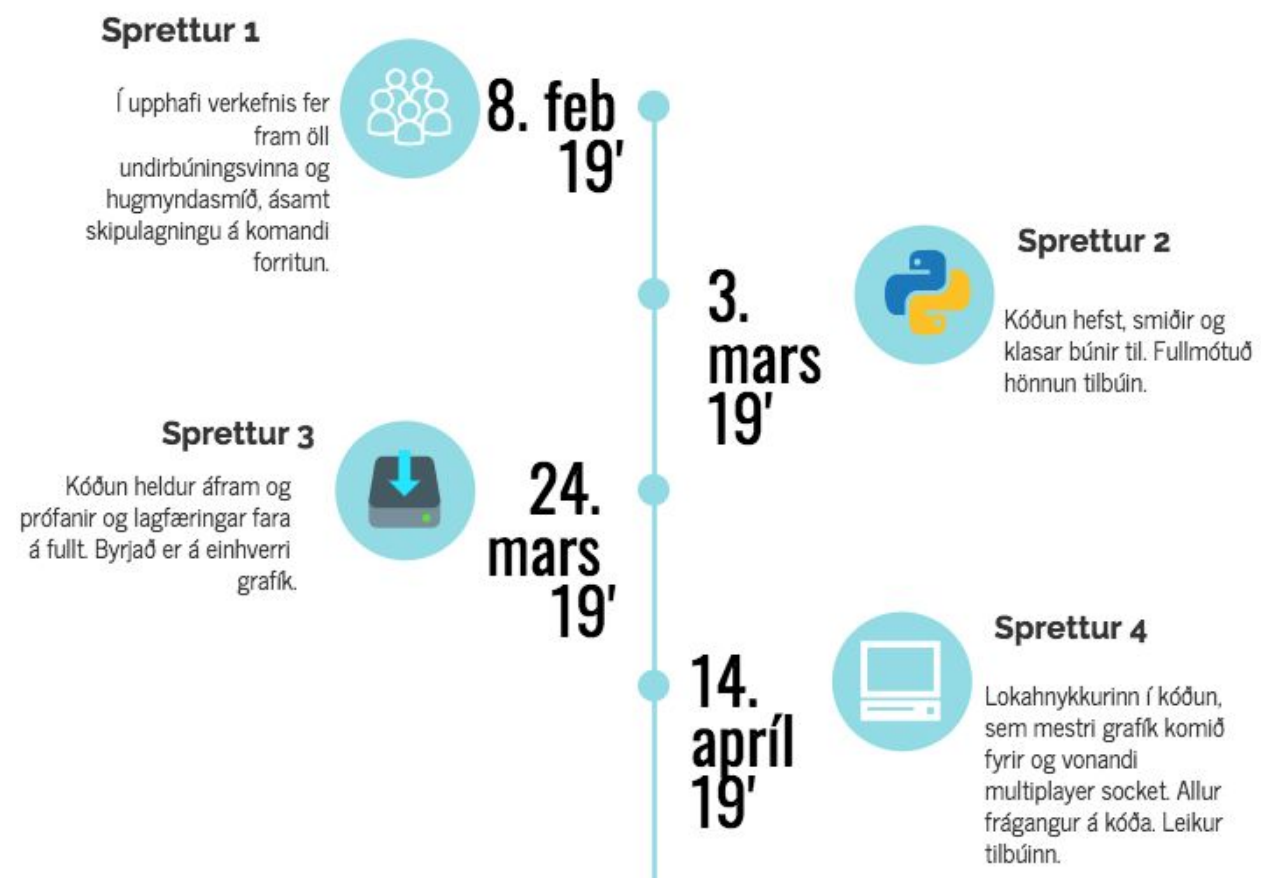 Sprettur 1
Í upphafi verkefnis fer
fram öll
undirbúningsvinna og
hugmyndasmíð, ásamt
skipulagningu á komandi
forritun.
8. feb
19'
Sprettur 2
Kóðun hefst, smiðir og
klasar búnir til. Fullmótuð
hönnun tilbúin.
3.
mars
19'
Sprettur 3
Kóðun heldur áfram og
prófanir og lagfæringar fara
á fullt. Byrjað er á einhverri
grafík.
24.
mars
19'
Sprettur 4
Lokahnykkurinn í kóðun,
sem mestri grafík komið
fyrir og vonandi
multiplayer socket. Allur
frágangur á kóða. Leikur
tilbúinn.
14.
apríl
19'